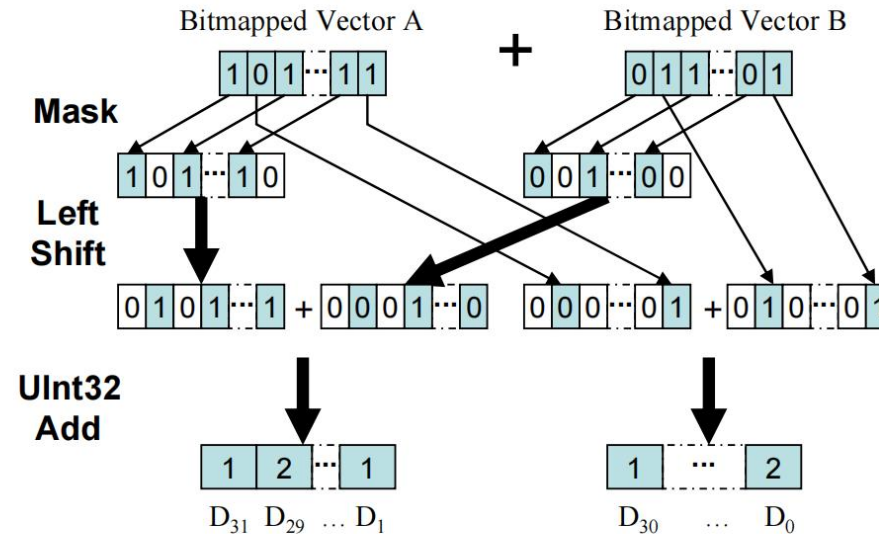 Bitmapped Vector A + Bitmapped Vector B
1 0 1 ... 1 1 0 1 1 ... 0 1
Mask
1 0 1 ... 1 0 0 0 1 ... 0 0
Left
Shift
0 1 0 1 ... 1 + 0 0 0 1 ... 0 0 0 0 ... 0 1 + 0 1 0 ... 0 1
UInt32
Add
1 2 ... 1 1 ... 2
D31 D29 ... D1 D30 ... D0